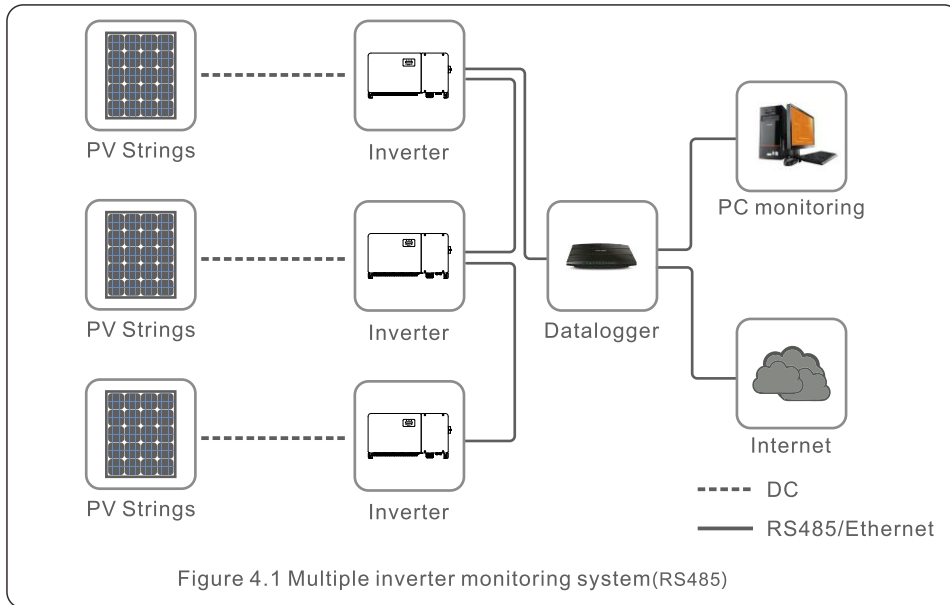 PV Strings
Inverter
PC monitoring
PV Strings
Inverter
Datalogger
Internet
PV Strings
Inverter
DC
RS485/Ethernet
Figure 4.1 Multiple inverter monitoring system(RS485)